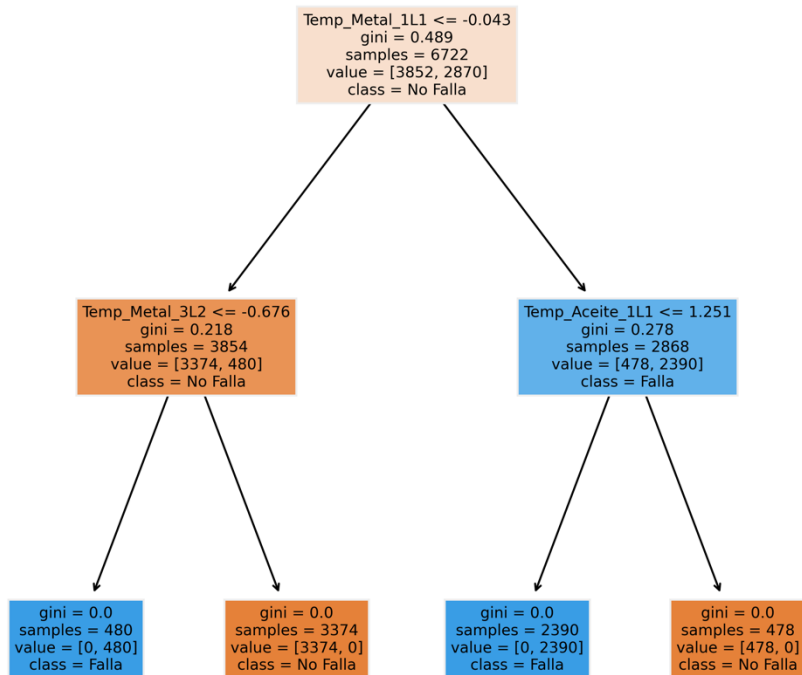 Temp_Metal_1L1 <= -0.043
gini = 0.489
samples = 6722
value = [3852, 2870]
class = No Falla
Temp_Metal_3L2 <= -0.676
gini = 0.218
samples = 3854
value = [3374, 480]
class = No Falla
Temp_Aceite_1L1 <= 1.251
gini = 0.278
samples = 2868
value = [478, 2390]
class = Falla
gini = 0.0
samples = 480
value = [0, 480]
class = Falla
gini = 0.0
samples = 3374
value = [3374, 0]
class = No Falla
gini = 0.0
samples = 2390
value = [0, 2390]
class = Falla
gini = 0.0
samples = 478
value = [478, 0]
class = No Falla